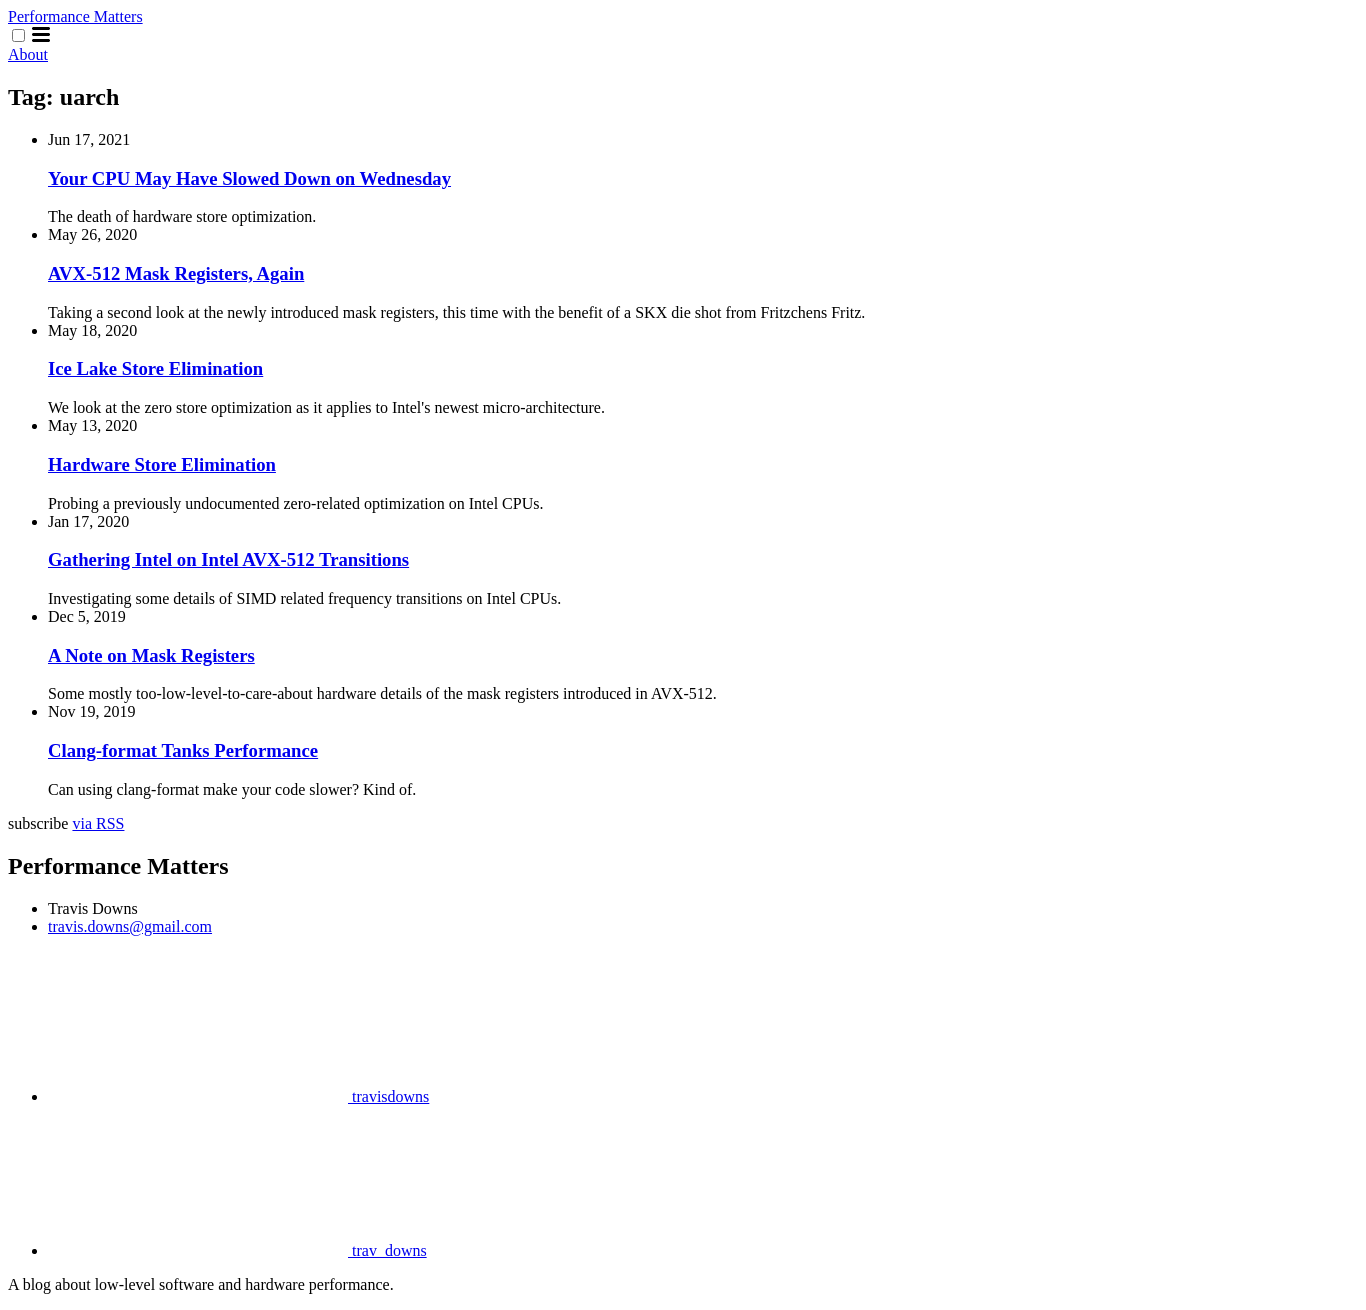 Performance Matters
About
Tag: uarch
Jun 17, 2021
Your CPU May Have Slowed Down on Wednesday
The death of hardware store optimization.
May 26, 2020
AVX-512 Mask Registers, Again
Taking a second look at the newly introduced mask registers, this time with the benefit of a SKX die shot from Fritzchens Fritz.
May 18, 2020
Ice Lake Store Elimination
We look at the zero store optimization as it applies to Intel's newest micro-architecture.
May 13, 2020
Hardware Store Elimination
Probing a previously undocumented zero-related optimization on Intel CPUs.
Jan 17, 2020
Gathering Intel on Intel AVX-512 Transitions
Investigating some details of SIMD related frequency transitions on Intel CPUs.
Dec 5, 2019
A Note on Mask Registers
Some mostly too-low-level-to-care-about hardware details of the mask registers introduced in AVX-512.
Nov 19, 2019
Clang-format Tanks Performance
Can using clang-format make your code slower? Kind of.
subscribe via RSS
Performance Matters
Travis Downs
travis.downs@gmail.com
travisdowns
trav_downs
A blog about low-level software and hardware performance.